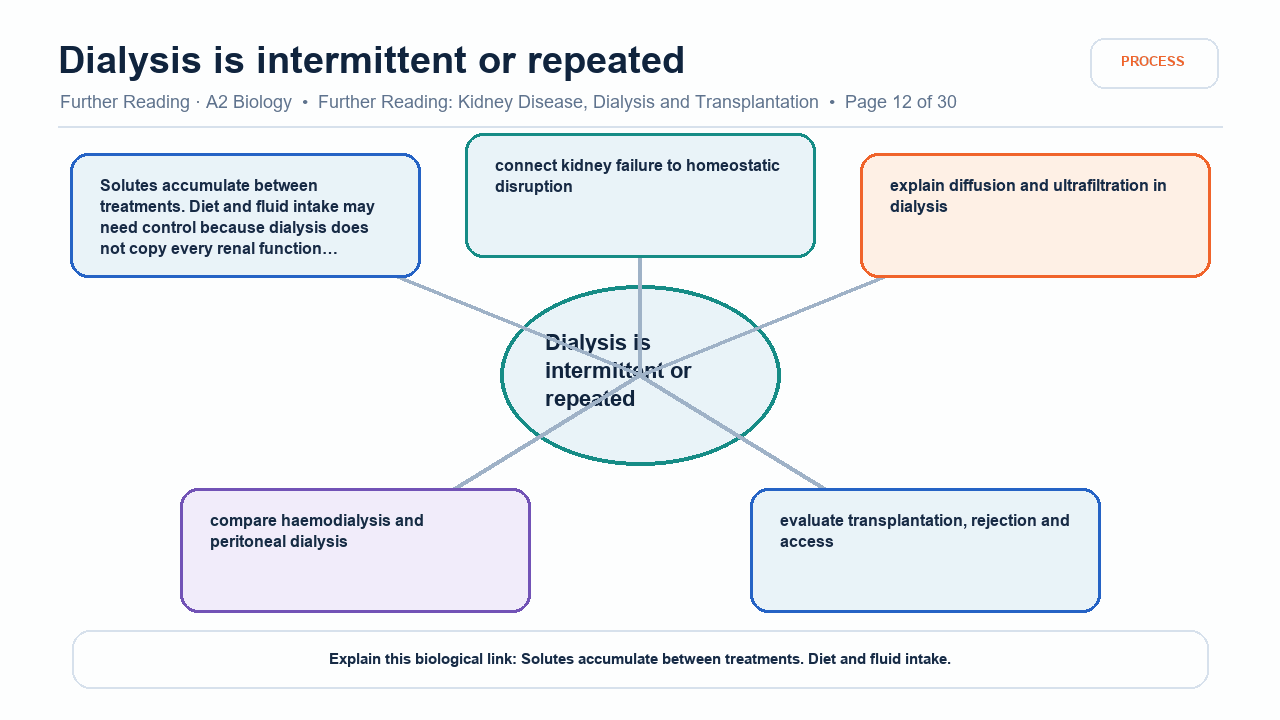 Dialysis is intermittent or repeated
PROCESS
Further Reading · A2 Biology • Further Reading: Kidney Disease, Dialysis and Transplantation • Page 12 of 30
Solutes accumulate between
treatments. Diet and fluid intake may
need control because dialysis does
not copy every renal function…
connect kidney failure to homeostatic
disruption
explain diffusion and ultrafiltration in
dialysis
Dialysis is
intermittent or
repeated
compare haemodialysis and
peritoneal dialysis
evaluate transplantation, rejection and
access
Explain this biological link: Solutes accumulate between treatments. Diet and fluid intake.